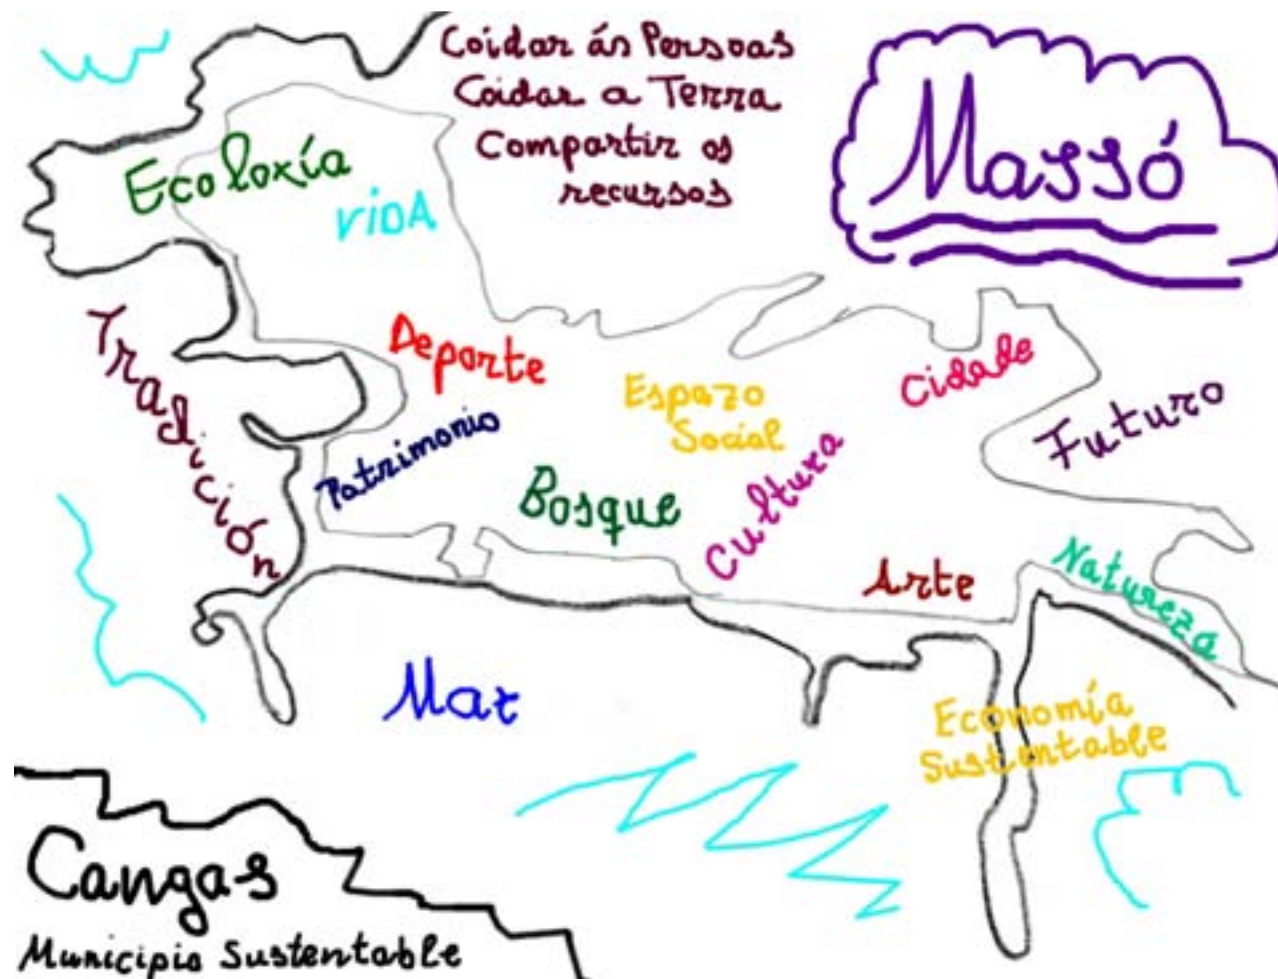 Coidar ás Persoas
Coidar a Terra
Compartir os
recursos
Massó
Ecoloxía
VIDA
Tradición
Deporte
Patrimonio
Espazo
Social
Cidade
Futuro
Bosque
Cultura
Arte
Natureza
Mar
Economía
Sustentable
Cangas
Municipio Sustentable